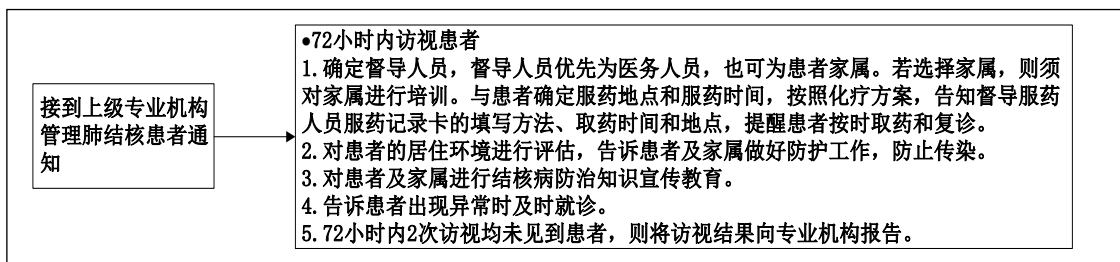 接到上级专业机构
管理肺结核患者通
知
●72小时内访视患者
1.确定督导人员，督导人员优先为医务人员，也可为患者家属。若选择家属，则须
对家属进行培训。与患者确定服药地点和服药时间，按照化疗方案，告知督导服药
人员服药记录卡的填写方法、取药时间和地点，提醒患者按时取药和复诊。
2.对患者的居住环境进行评估，告诉患者及家属做好防护工作，防止传染。
3.对患者及家属进行结核病防治知识宣传教育。
4.告诉患者出现异常时及时就诊。
5.72小时内2次访视均未见到患者，则将访视结果向专业机构报告。